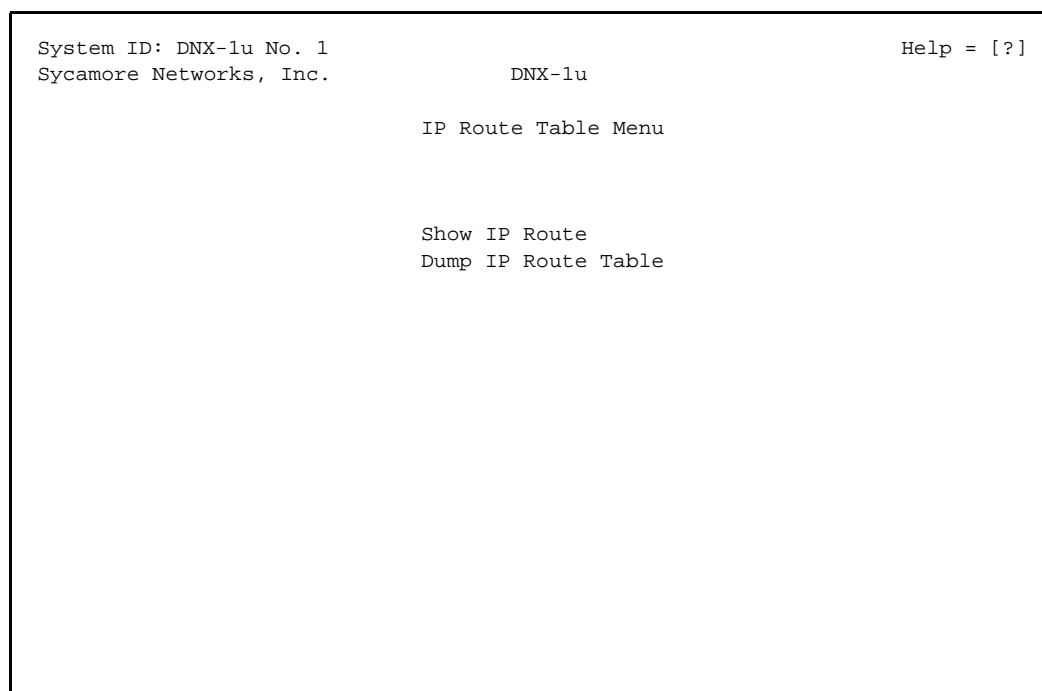 System ID: DNX-1u No. 1 Help = [?]
Sycamore Networks, Inc. DNX-1u
IP Route Table Menu
Show IP Route
Dump IP Route Table